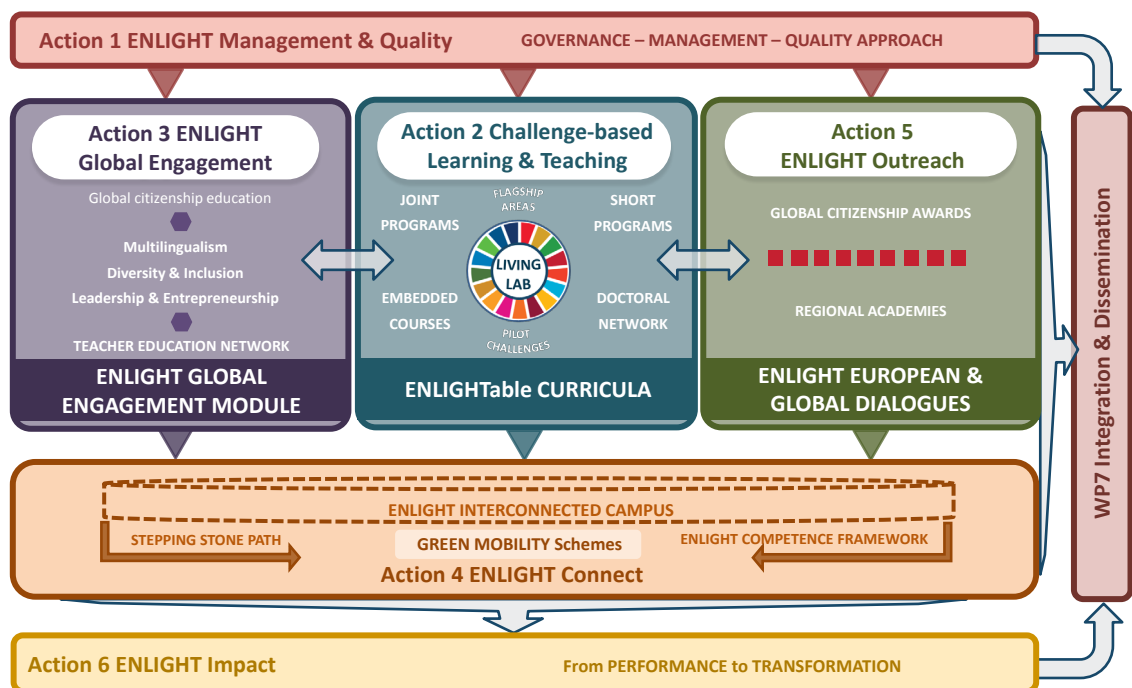 Action 1 ENLIGHT Management & Quality
GOVERNANCE – MANAGEMENT – QUALITY APPROACH
Action 3 ENLIGHT
Global Engagement
Global citizenship education
Multilingualism
Diversity & Inclusion
Leadership & Entrepreneurship
TEACHER EDUCATION NETWORK
ENLIGHT GLOBAL
ENGAGEMENT MODULE
Action 2 Challenge-based
Learning & Teaching
JOINT
PROGRAMS
FLAGSHIP
AREAS
SHORT
PROGRAMS
LIVING
LAB
EMBEDDED
COURSES
PILOT
CHALLENGES
DOCTORAL
NETWORK
ENLIGHTable CURRICULA
Action 5
ENLIGHT Outreach
GLOBAL CITIZENSHIP AWARDS
REGIONAL ACADEMIES
ENLIGHT EUROPEAN &
GLOBAL DIALOGUES
WP7 Integration & Dissemination
ENLIGHT INTERCONNECTED CAMPUS
STEPPING STONE PATH
GREEN MOBILITY Schemes
ENLIGHT COMPETENCE FRAMEWORK
Action 4 ENLIGHT Connect
Action 6 ENLIGHT Impact
From PERFORMANCE to TRANSFORMATION